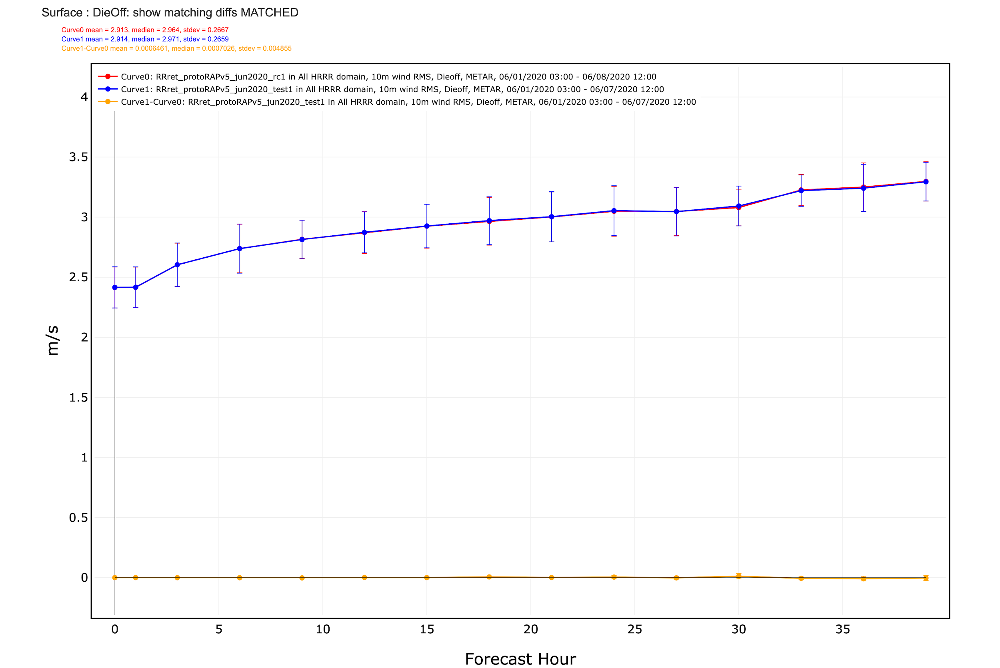 Surface : DieOff: show matching diffs MATCHED
Curve0 mean = 2.913, median = 2.964, stdev = 0.2667
Curve1 mean = 2.914, median = 2.971, stdev = 0.2659
Curve1-Curve0 mean = 0.0006461, median = 0.0007026, stdev = 0.004855
Curve0: RRret_protoRAPv5_jun2020_rc1 in All HRRR domain, 10m wind RMS, Dieoff, METAR, 06/01/2020 03:00 - 06/08/2020 12:00
Curve1: RRret_protoRAPv5_jun2020_test1 in All HRRR domain, 10m wind RMS, Dieoff, METAR, 06/01/2020 03:00 - 06/07/2020 12:00
Curve1-Curve0: RRret_protoRAPv5_jun2020_test1 in All HRRR domain, 10m wind RMS, Dieoff, METAR, 06/01/2020 03:00 - 06/07/2020 12:00
4
3.5
3
2.5
2
1.5
1
0.5
0
m/s
0 5 10 15 20 25 30 35
Forecast Hour